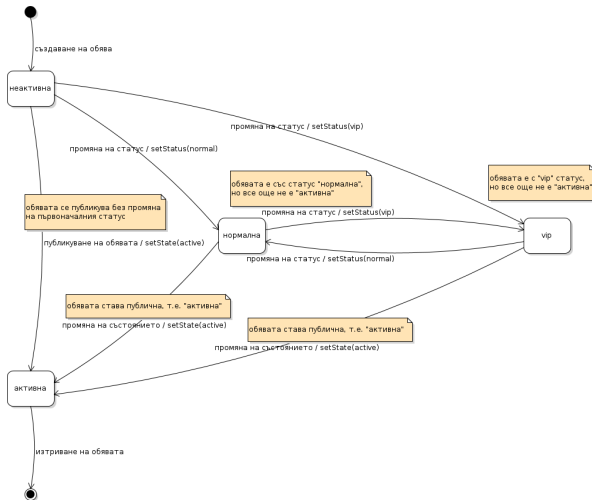 създаване на обява
неактивна
промяна на статус / setStatus(vip)
промяна на статус / setStatus(normal)
обявата е със статус "нормална",
но все още не е "активна"
обявата е с "vip" статус,
но все още не е "активна"
обявата се публикува без промяна
на първоначалния статус
промяна на статус / setStatus(vip)
нормална
vip
публикуване на обявата / setState(active)
промяна на статус / setStatus(normal)
обявата става публична, т.е. "активна"
промяна на състоянието / setState(active)
обявата става публична, т.е. "активна"
промяна на състоянието / setState(active)
активна
изтриване на обявата